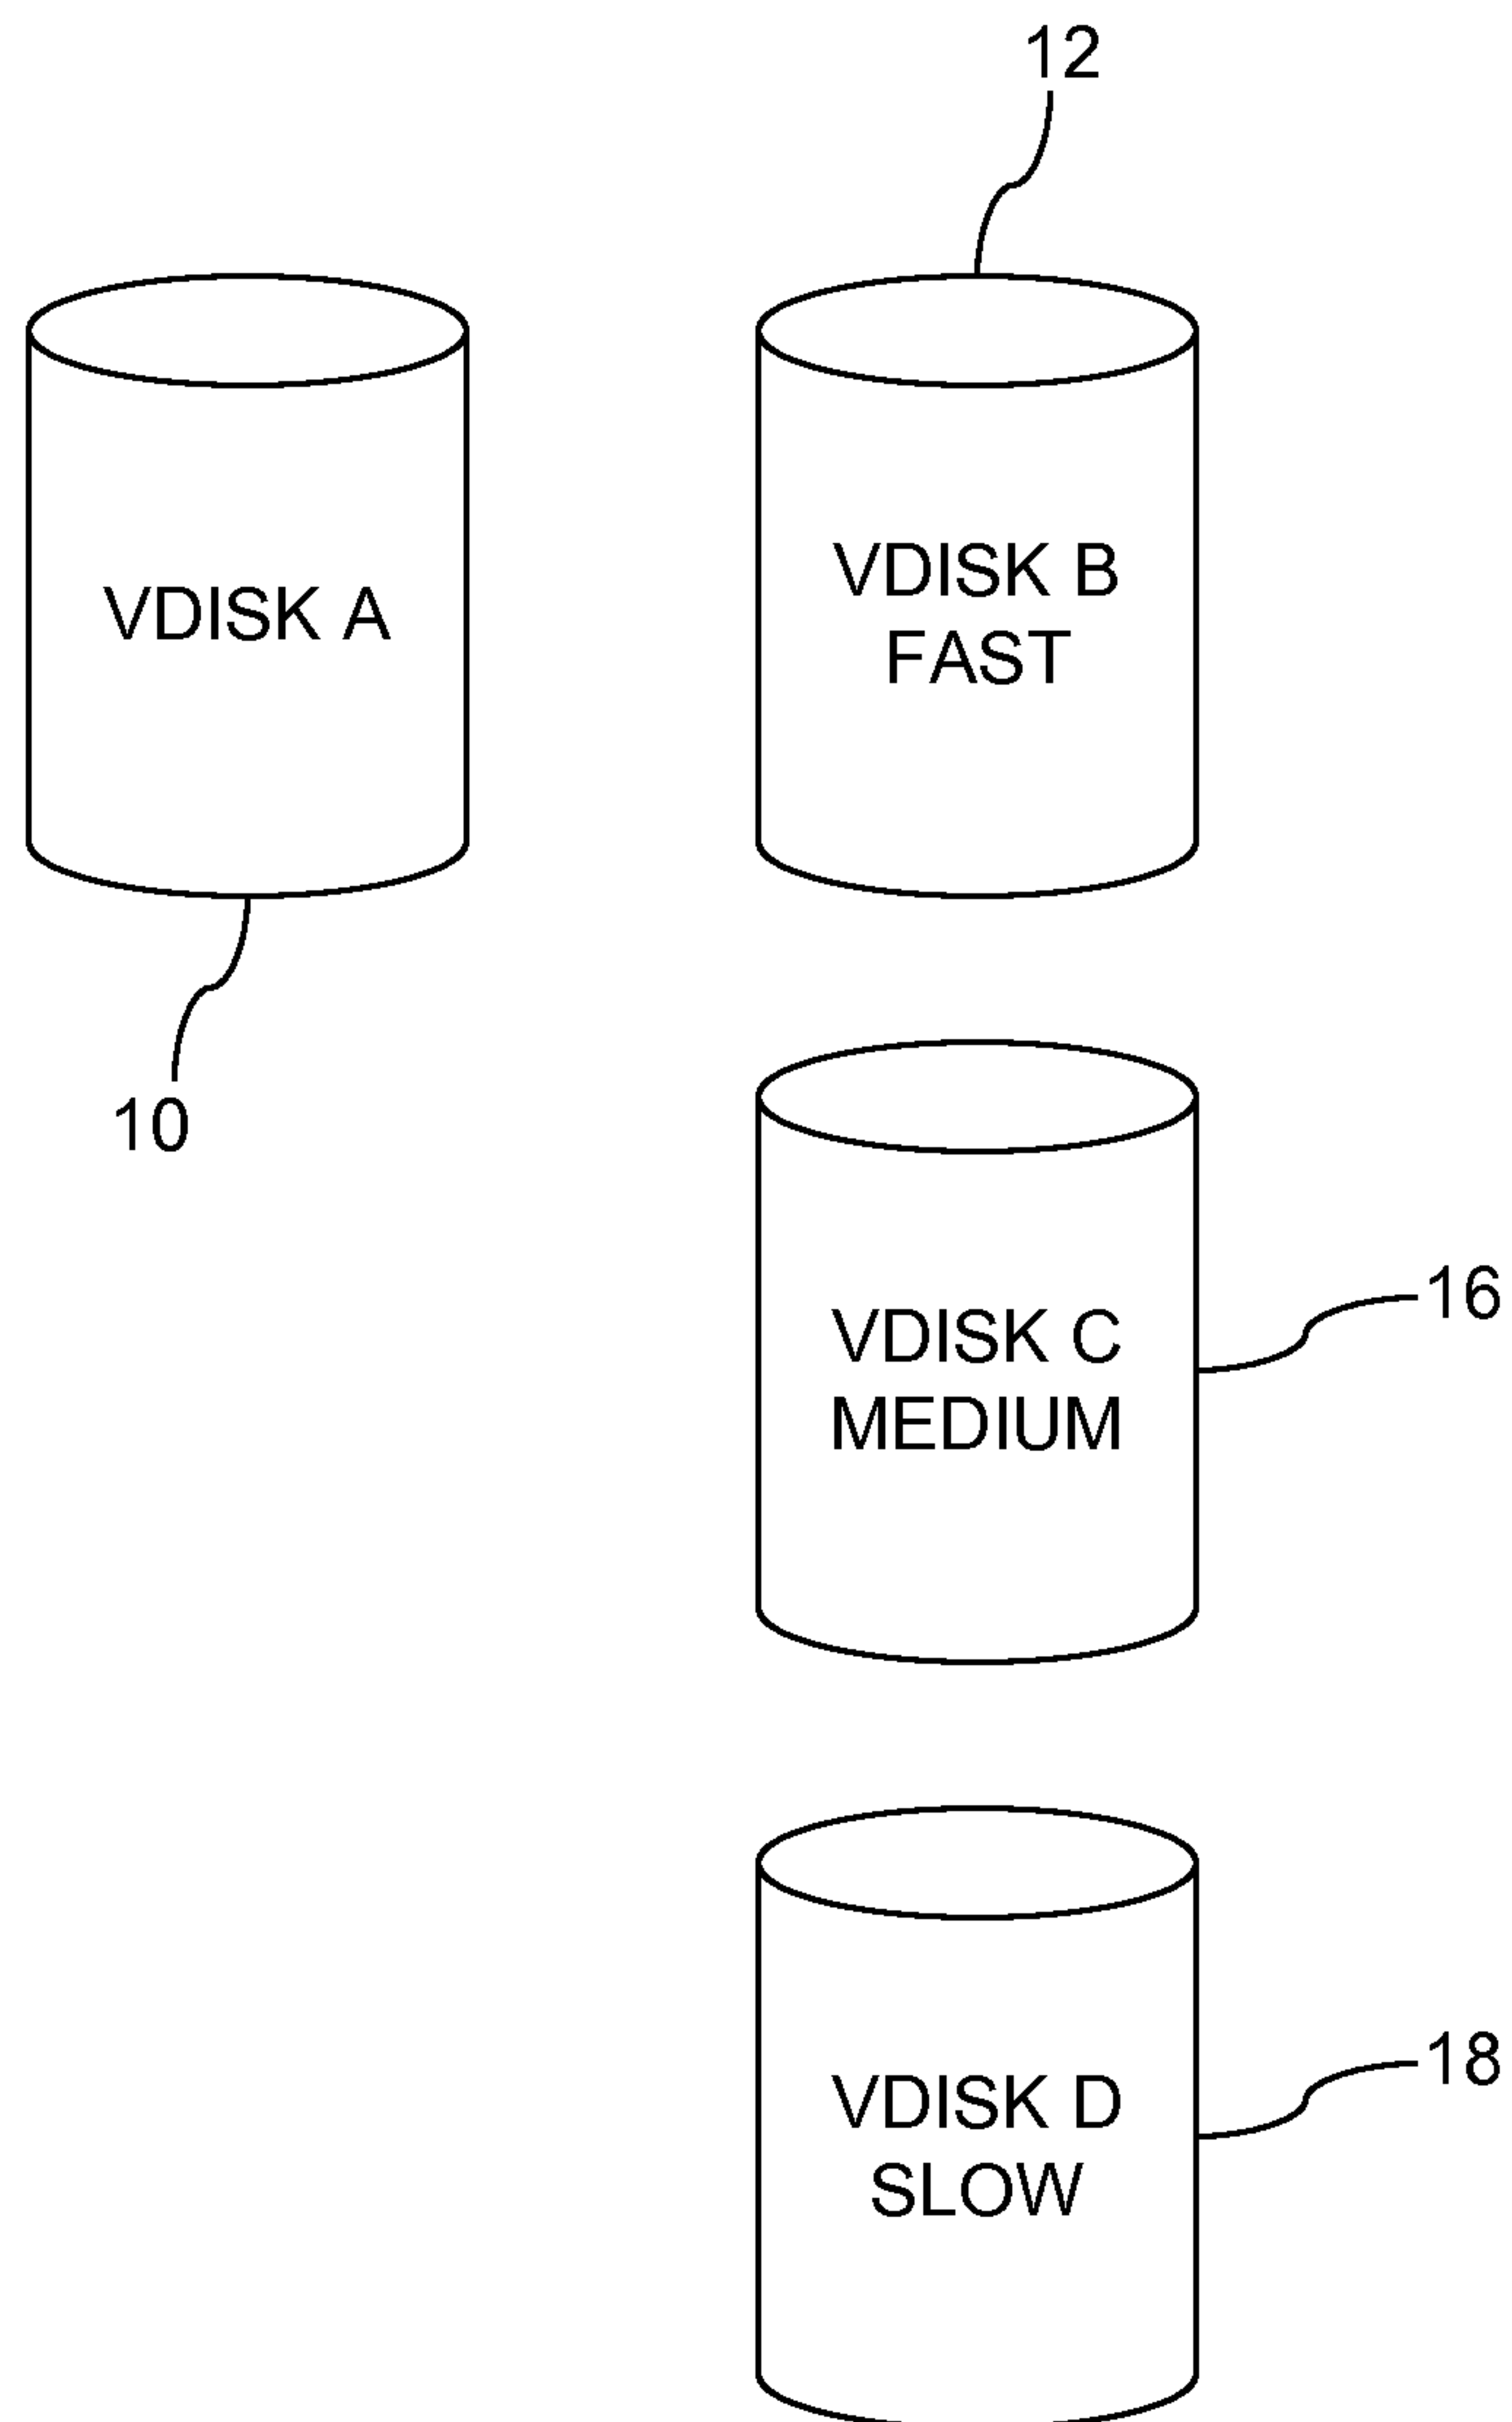 12
VDISK A
VDISK B
FAST
10
VDISK C
MEDIUM
16
VDISK D
SLOW
18